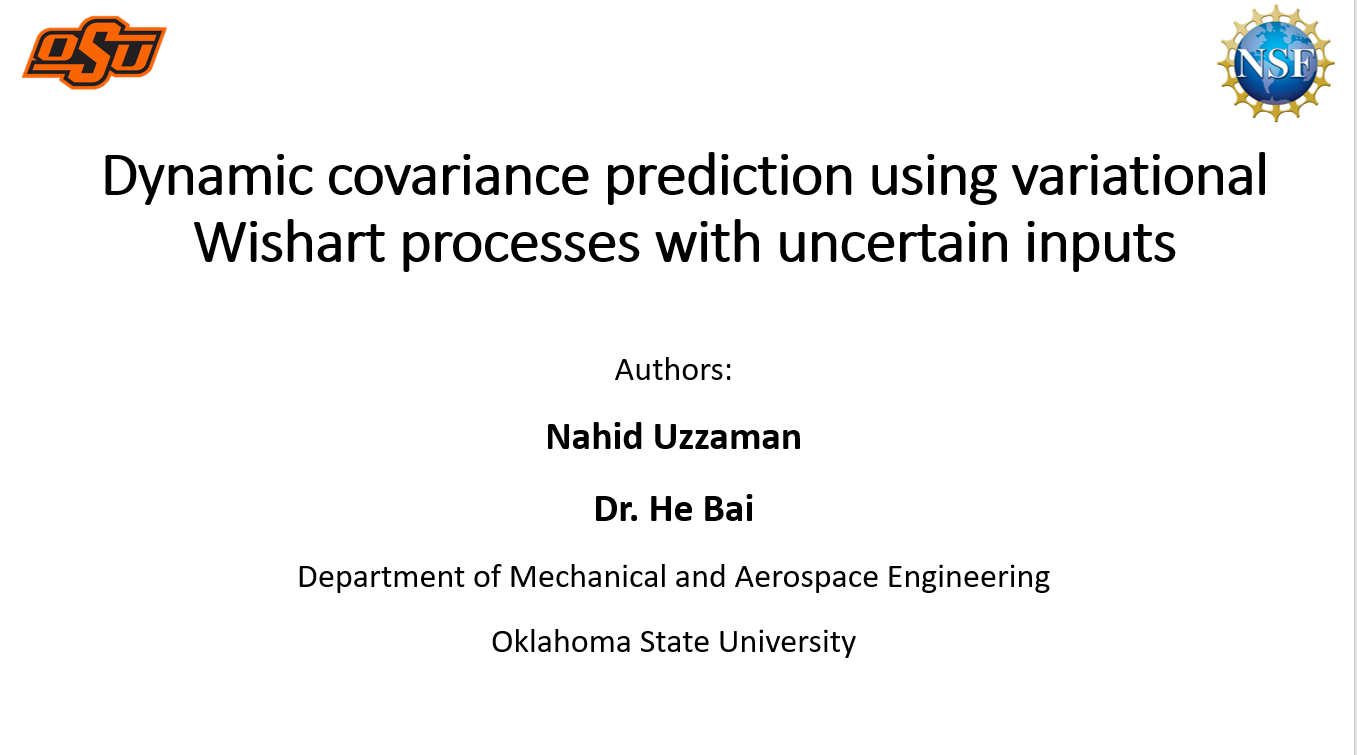 OSU
NSF
Dynamic covariance prediction using variational
Wishart processes with uncertain inputs
Authors:
Nahid Uzzaman
Dr. He Bai
Department of Mechanical and Aerospace Engineering
Oklahoma State University